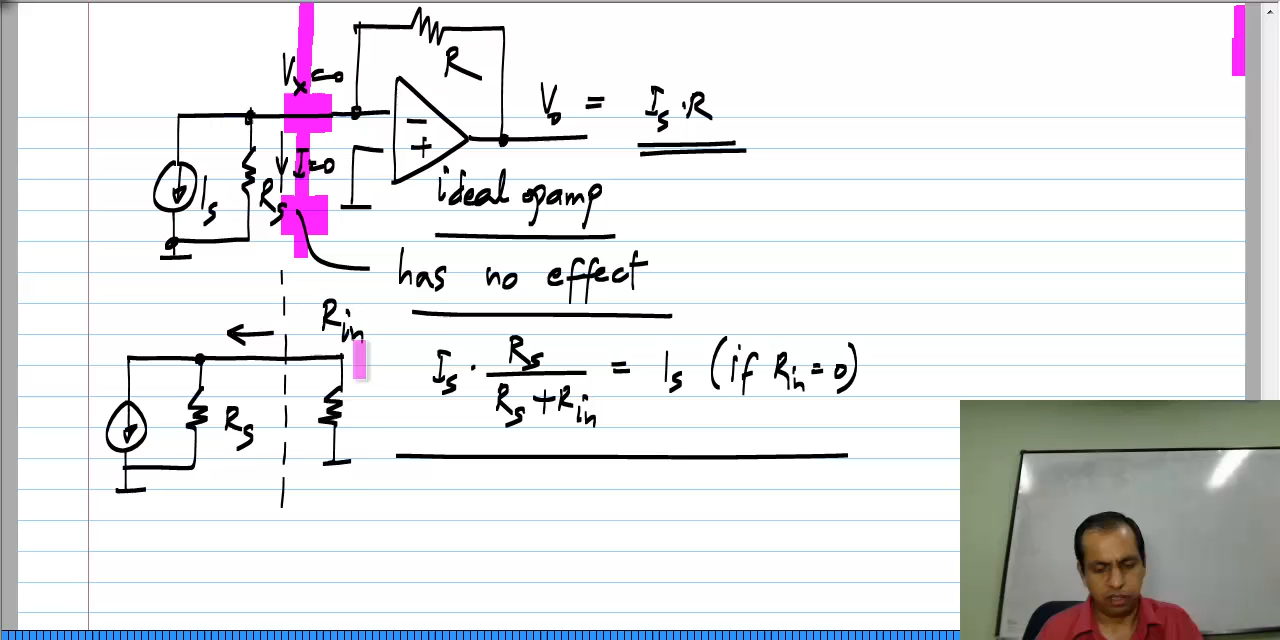 R
Vx=0
Vo = Is·R
I=0
Is Rs
− +
ideal opamp
has no effect
Rin
Is · Rs / (Rs + Rin) = Is (if Rin = 0)
Rs